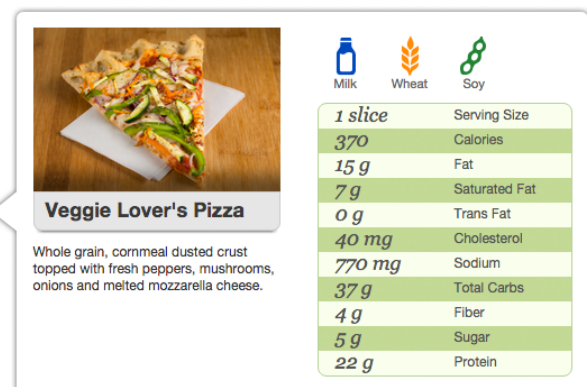 Milk Wheat Soy
1 slice Serving Size
370 Calories
15 g Fat
7 g Saturated Fat
0 g Trans Fat
40 mg Cholesterol
770 mg Sodium
37 g Total Carbs
4 g Fiber
5 g Sugar
22 g Protein
Veggie Lover's Pizza
Whole grain, cornmeal dusted crust
topped with fresh peppers, mushrooms,
onions and melted mozzarella cheese.